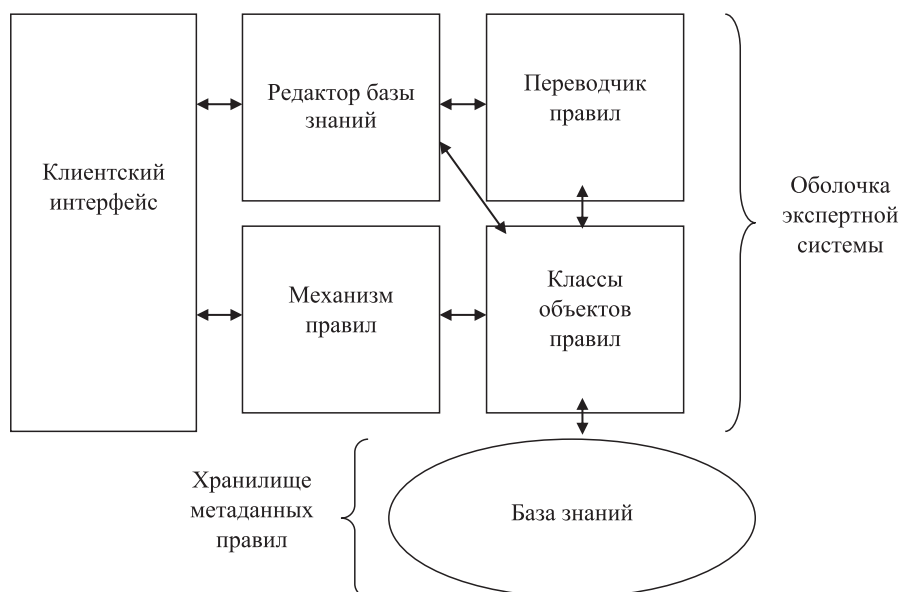 Клиентский
интерфейс
Редактор базы
знаний
Переводчик
правил
Механизм
правил
Классы
объектов
правил
Оболочка
экспертной
системы
Хранилище
метаданных
правил
База знаний